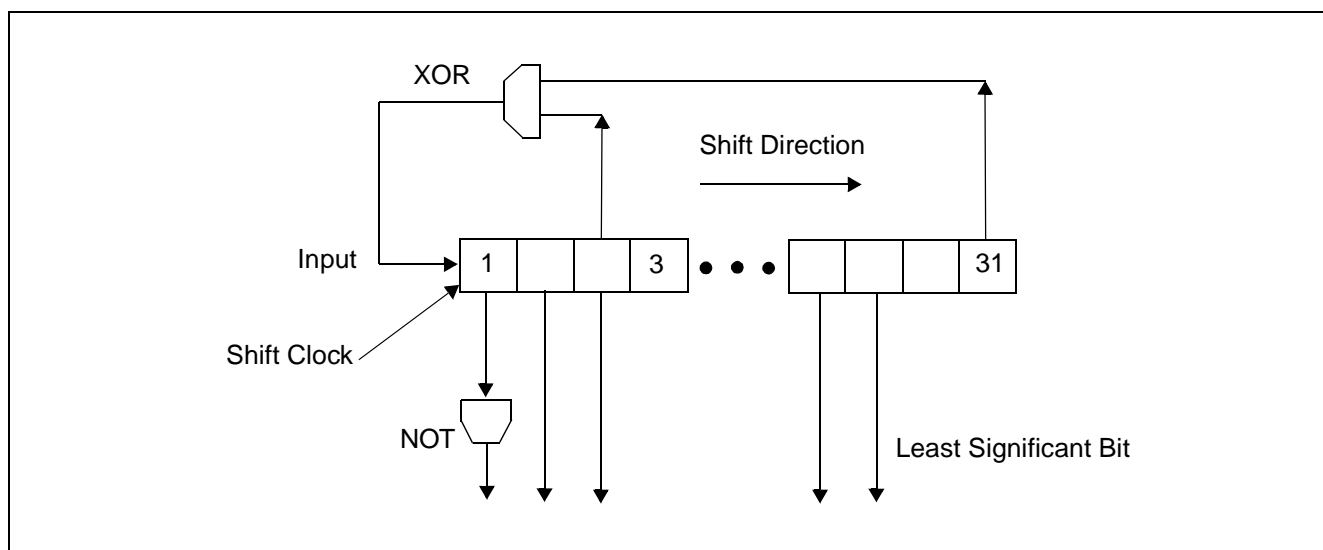 XOR
Shift Direction
Input
1 3 31
Shift Clock
NOT
Least Significant Bit